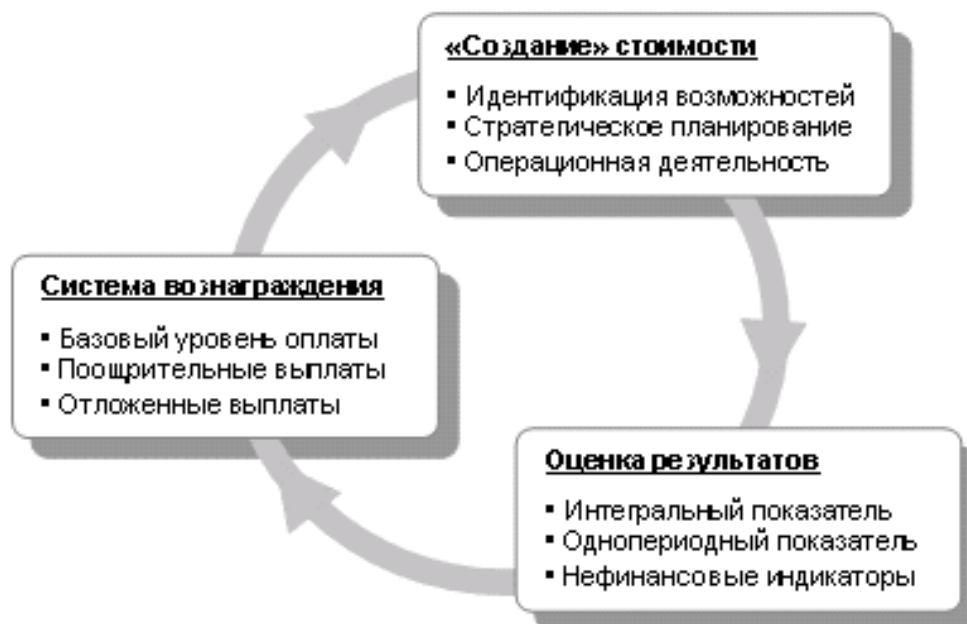 «Создание» стоимости
▪ Идентификация возможностей
▪ Стратегическое планирование
▪ Операционная деятельность
Система вознаграждения
▪ Базовый уровень оплаты
▪ Поощрительные выплаты
▪ Отложенные выплаты
Оценка результатов
▪ Интегральный показатель
▪ Однопериодный показатель
▪ Нефинансовые индикаторы